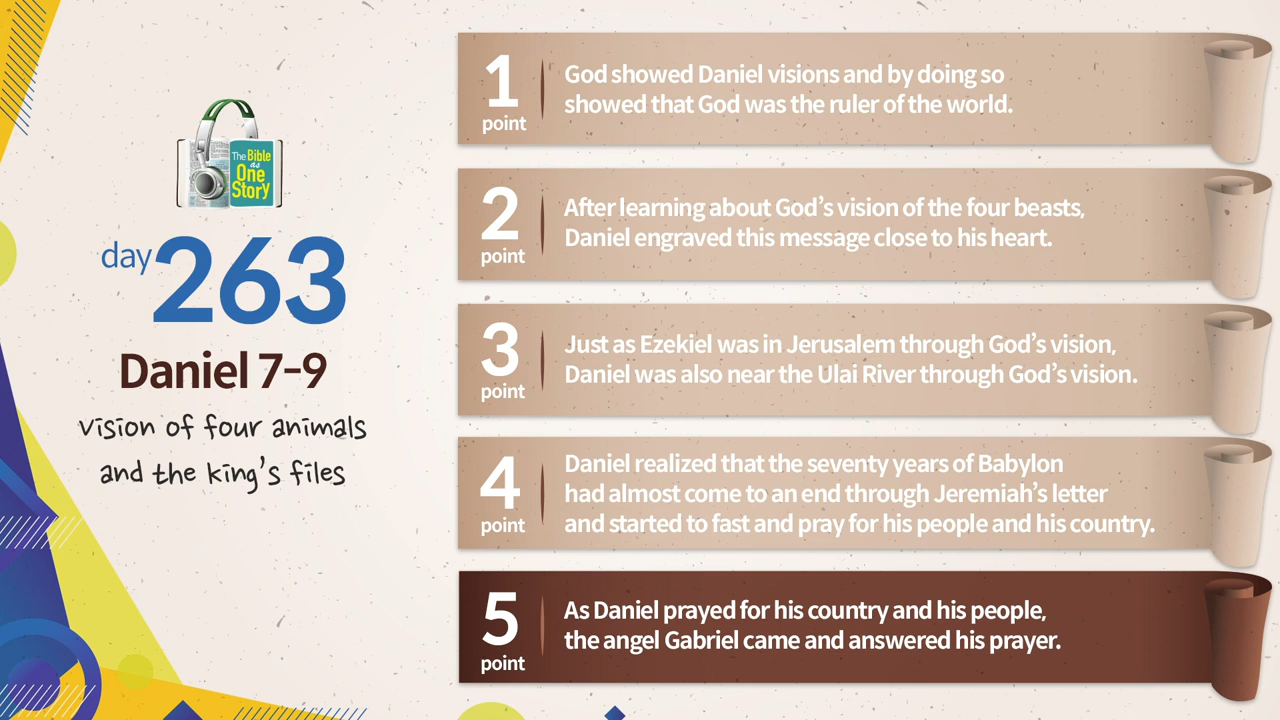 The Bible
as
One
Story
day 263
Daniel 7-9
vision of four animals
and the king's files
1
point
God showed Daniel visions and by doing so
showed that God was the ruler of the world.
2
point
After learning about God’s vision of the four beasts,
Daniel engraved this message close to his heart.
3
point
Just as Ezekiel was in Jerusalem through God’s vision,
Daniel was also near the Ulai River through God’s vision.
4
point
Daniel realized that the seventy years of Babylon
had almost come to an end through Jeremiah’s letter
and started to fast and pray for his people and his country.
5
point
As Daniel prayed for his country and his people,
the angel Gabriel came and answered his prayer.